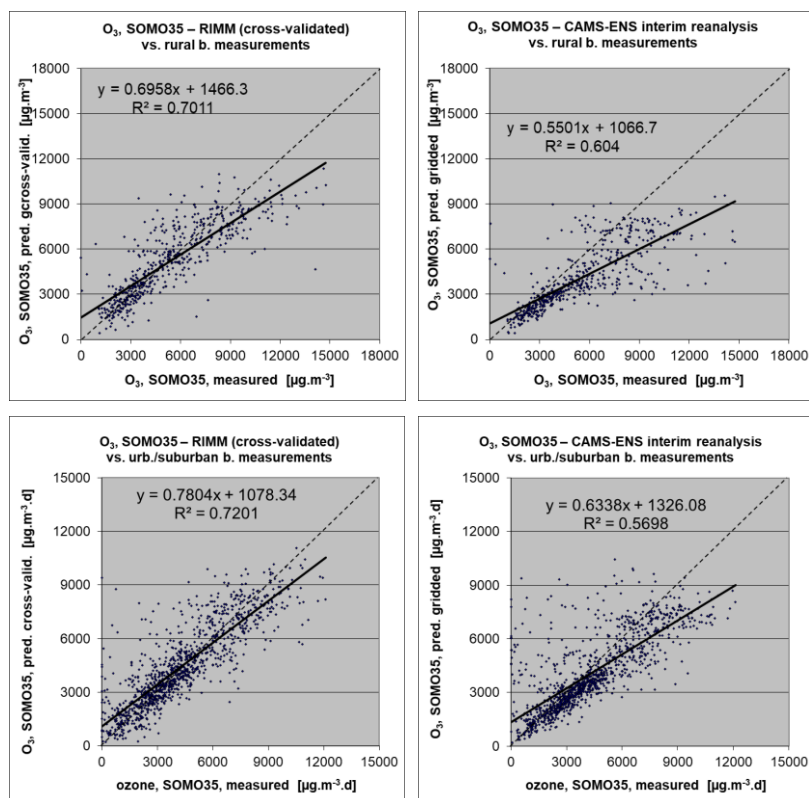 O₃, SOMO35 – RIMM (cross-validated)
vs. rural b. measurements
O₃, SOMO35, pred. gcross-valid. [µg.m⁻³]
18000
15000
12000
9000
6000
3000
0
y = 0.6958x + 1466.3
R² = 0.7011
0 3000 6000 9000 12000 15000 18000
O₃, SOMO35, measured [µg.m⁻³]
O₃, SOMO35 – CAMS-ENS interim reanalysis
vs. rural b. measurements
O₃, SOMO35, pred. gridded [µg.m⁻³]
18000
15000
12000
9000
6000
3000
0
y = 0.5501x + 1066.7
R² = 0.604
0 3000 6000 9000 12000 15000 18000
O₃, SOMO35, measured [µg.m⁻³]
O₃, SOMO35 – RIMM (cross-validated)
vs. urb./suburban b. measurements
O₃, SOMO35, pred. cross-valid. [µg.m⁻³.d]
15000
12000
9000
6000
3000
0
y = 0.7804x + 1078.34
R² = 0.7201
0 3000 6000 9000 12000 15000
ozone, SOMO35, measured [µg.m⁻³.d]
O₃, SOMO35 – CAMS-ENS interim reanalysis
vs. urb./suburban b. measurements
O₃, SOMO35, pred. gridded [µg.m⁻³.d]
15000
12000
9000
6000
3000
0
y = 0.6338x + 1326.08
R² = 0.5698
0 3000 6000 9000 12000 15000
ozone, SOMO35, measured [µg.m⁻³.d]